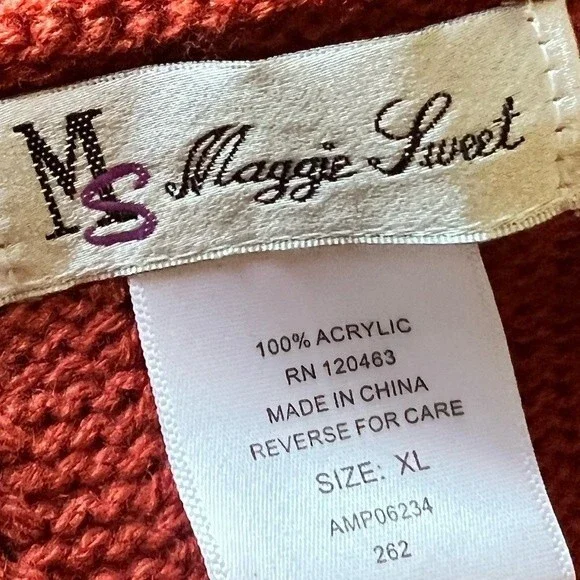 MS Maggie Sweet
100% ACRYLIC
RN 120463
MADE IN CHINA
REVERSE FOR CARE
SIZE: XL
AMP06234
262